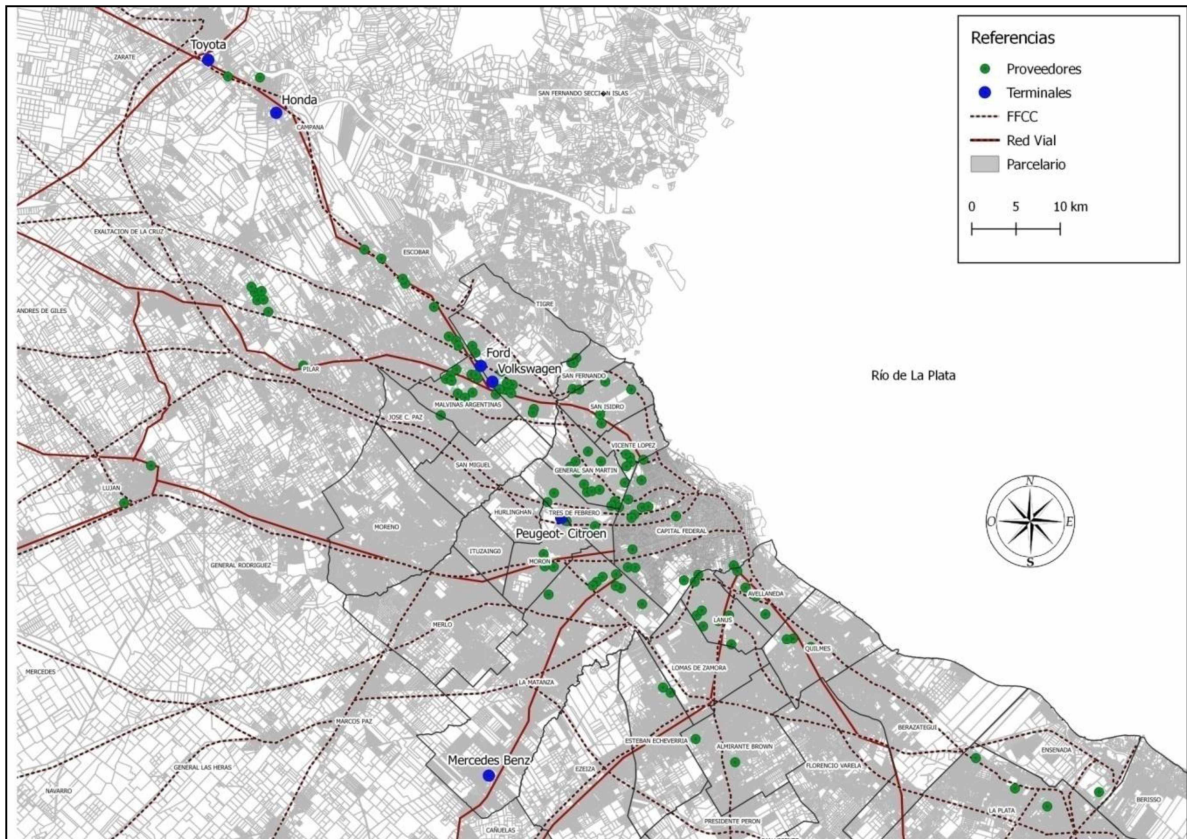 Toyota
ZARATE
Honda
CAMPANA
SAN FERNANDO SECCION ISLAS
Referencias
Proveedores
Terminales
FFCC
Red Vial
Parcelario
0 5 10 km
EXALTACION DE LA CRUZ
ESCOBAR
ANDRES DE GILES
TIGRE
Ford
Volkswagen
PILAR
SAN FERNANDO
Río de La Plata
MALVINAS ARGENTINAS
SAN ISIDRO
JOSE C. PAZ
VICENTE LOPEZ
SAN MIGUEL
GENERAL SAN MARTIN
LUJAN
HURLINGHAN
TRES DE FEBRERO
N
O E
S
MORENO
Peugeot- Citroen
CAPITAL FEDERAL
ITUZAINGO
MORON
GENERAL RODRIGUEZ
AVELLANEDA
MERLO
LANUS
QUILMES
MERCEDES
LOMAS DE ZAMORA
LA MATANZA
MARCOS PAZ
BERAZATEGUI
ESTEBAN ECHEVERRIA
ALMIRANTE BROWN
ENSENADA
Mercedes Benz
GENERAL LAS HERAS
EZEIZA
FLORENCIO VARELA
NAVARRO
BERISSO
LA PLATA
PRESIDENTE PERON
CAÑUELAS